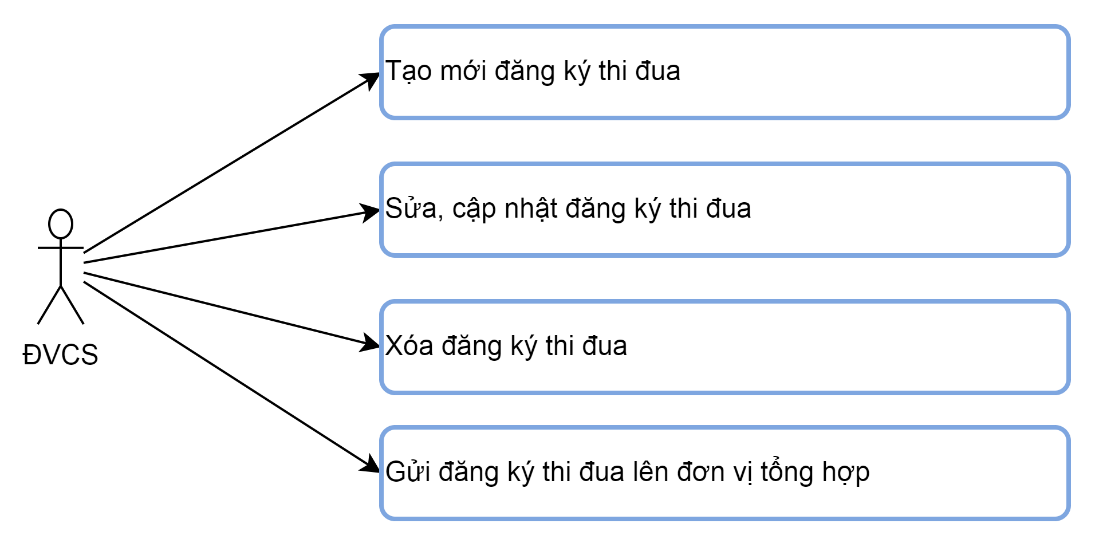 Tạo mới đăng ký thi đua
Sửa, cập nhật đăng ký thi đua
ĐVCS
Xóa đăng ký thi đua
Gửi đăng ký thi đua lên đơn vị tổng hợp